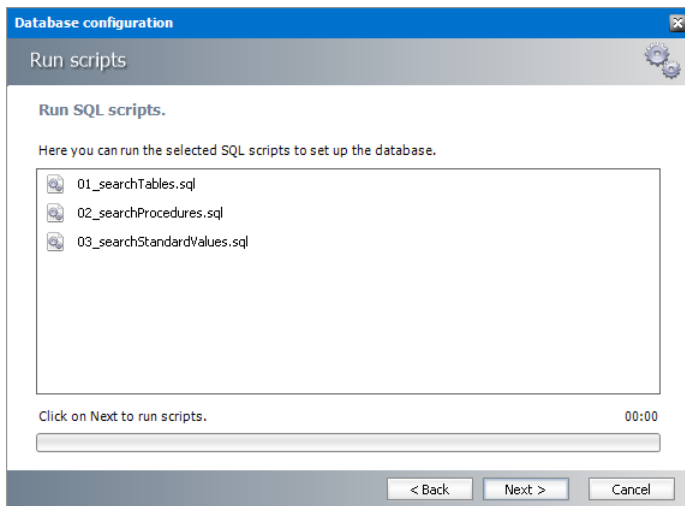 Database configuration
Run scripts
Run SQL scripts.
Here you can run the selected SQL scripts to set up the database.
01_searchTables.sql
02_searchProcedures.sql
03_searchStandardValues.sql
Click on Next to run scripts. 00:00
< Back Next > Cancel